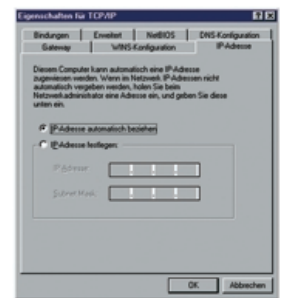 Eigenschaften für TCP/IP
Bindungen Erweitert NetBIOS DNS-Konfiguration
Gateway WINS-Konfiguration IP-Adresse
Diesem Computer kann automatisch eine IP-Adresse
zugewiesen werden. Wenn im Netzwerk IP-Adressen nicht
automatisch vergeben werden, holen Sie beim
Netzwerkadministrator eine Adresse ein, und geben Sie diese
unten ein.
IP-Adresse automatisch beziehen
IP-Adresse festlegen:
IP-Adresse:
Subnet Mask:
OK Abbrechen